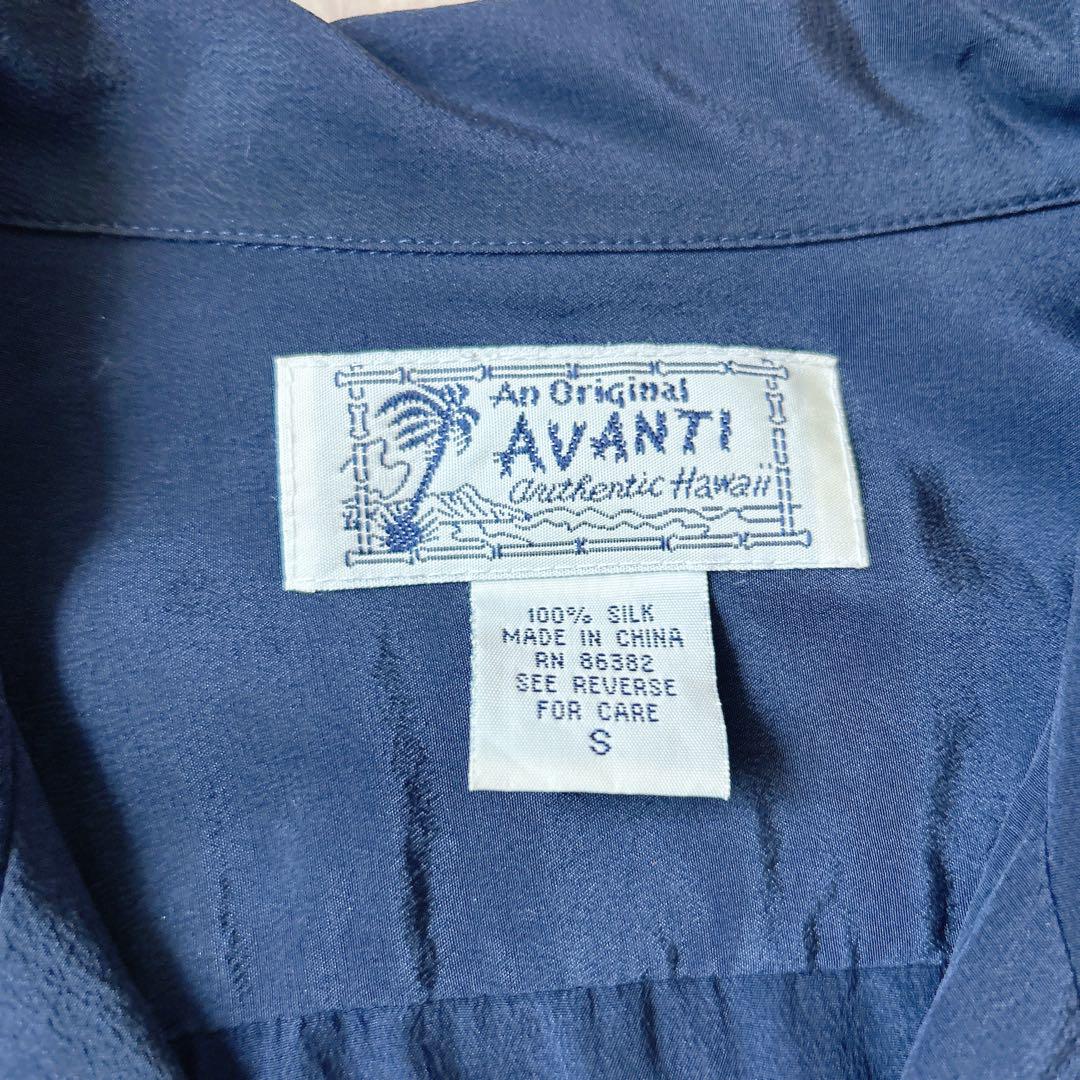 An Original
AVANTI
Authentic Hawaii
100% SILK
MADE IN CHINA
RN 86382
SEE REVERSE
FOR CARE
S